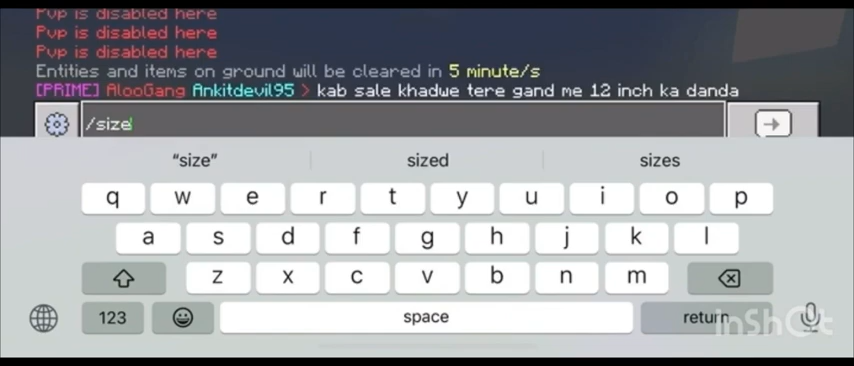 Pvp is disabled here
Pvp is disabled here
Pvp is disabled here
Entities and items on ground will be cleared in 5 minute/s
[PRIME] AlooGang Ankitdevil95 > kab sale khadwe tere gand me 12 inch ka danda
/size
"size" sized sizes
q w e r t y u i o p
a s d f g h j k l
z x c v b n m
123 space return
InShOt